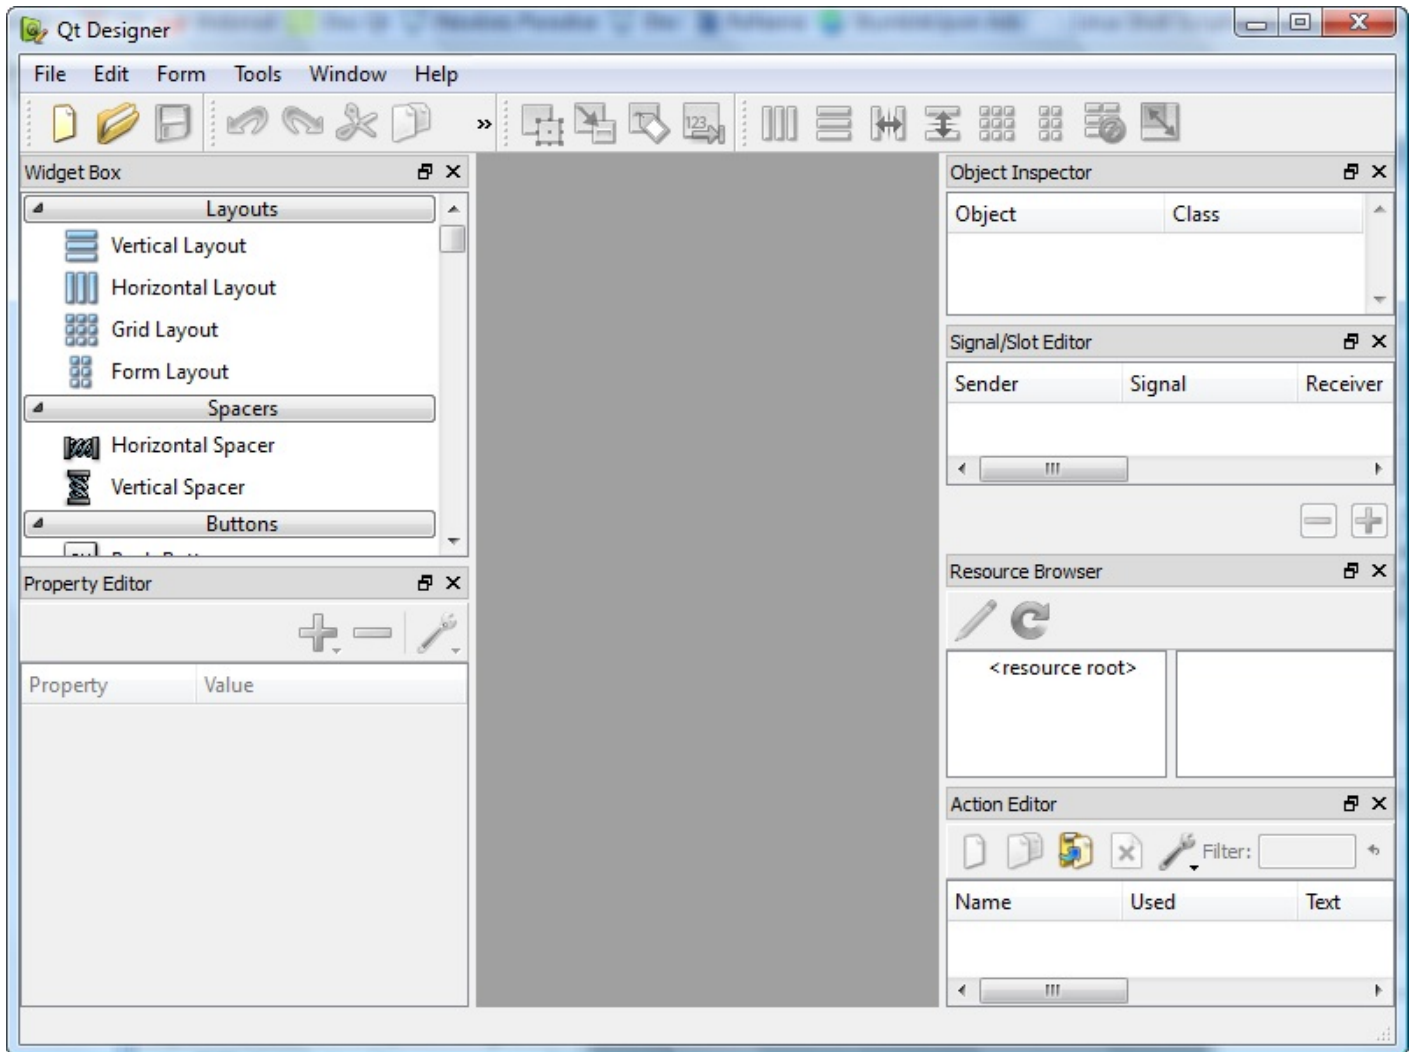 Qt Designer
File Edit Form Tools Window Help
»
123
Widget Box
Layouts
Vertical Layout
Horizontal Layout
Grid Layout
Form Layout
Spacers
Horizontal Spacer
Vertical Spacer
Buttons
Property Editor
Property Value
Object Inspector
Object Class
Signal/Slot Editor
Sender Signal Receiver
Resource Browser
<resource root>
Action Editor
Filter:
Name Used Text